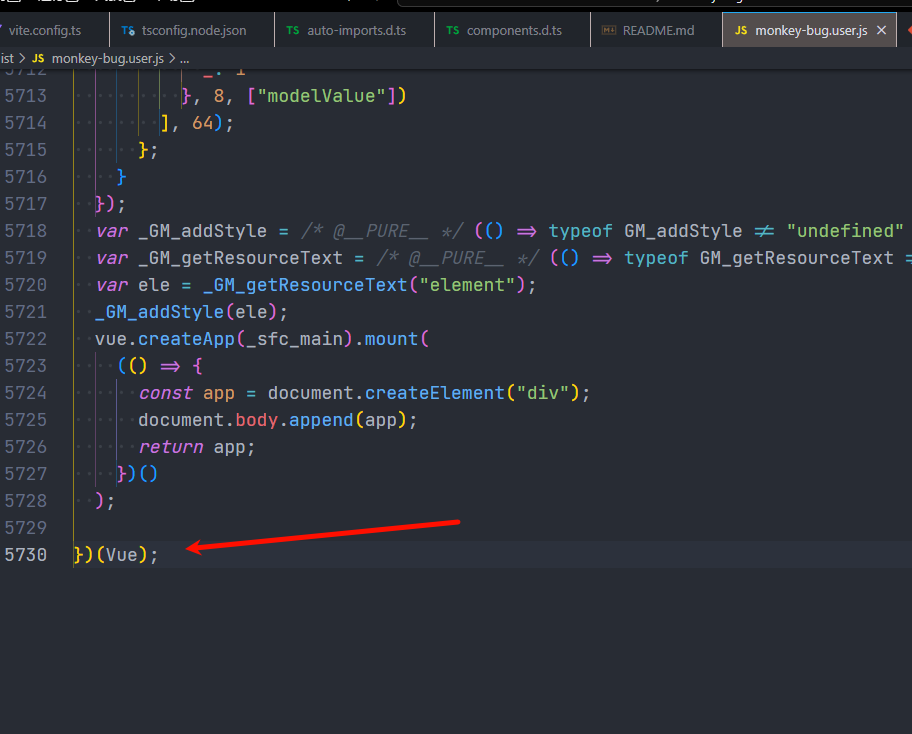 vite.config.ts
TS tsconfig.node.json
TS auto-imports.d.ts
TS components.d.ts
README.md
JS monkey-bug.user.js ×
ist > JS monkey-bug.user.js > ...
5712 _: 1
5713 }, 8, ["modelValue"])
5714 ], 64);
5715 };
5716 }
5717 });
5718 var _GM_addStyle = /* @__PURE__ */ (() => typeof GM_addStyle != "undefined"
5719 var _GM_getResourceText = /* @__PURE__ */ (() => typeof GM_getResourceText
5720 var ele = _GM_getResourceText("element");
5721 _GM_addStyle(ele);
5722 vue.createApp(_sfc_main).mount(
5723 (() => {
5724 const app = document.createElement("div");
5725 document.body.append(app);
5726 return app;
5727 })()
5728 );
5729
5730 })(Vue);